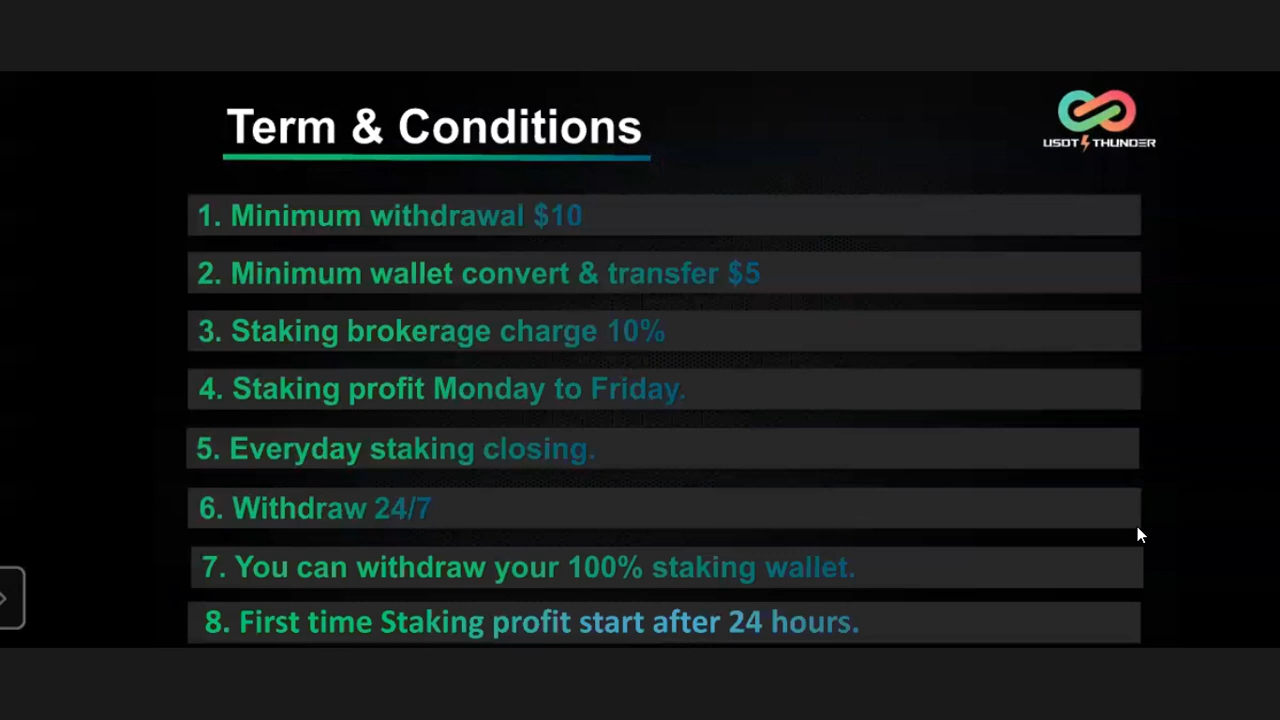 Term & Conditions
USDT THUNDER
1. Minimum withdrawal $10
2. Minimum wallet convert & transfer $5
3. Staking brokerage charge 10%
4. Staking profit Monday to Friday.
5. Everyday staking closing.
6. Withdraw 24/7
7. You can withdraw your 100% staking wallet.
8. First time Staking profit start after 24 hours.